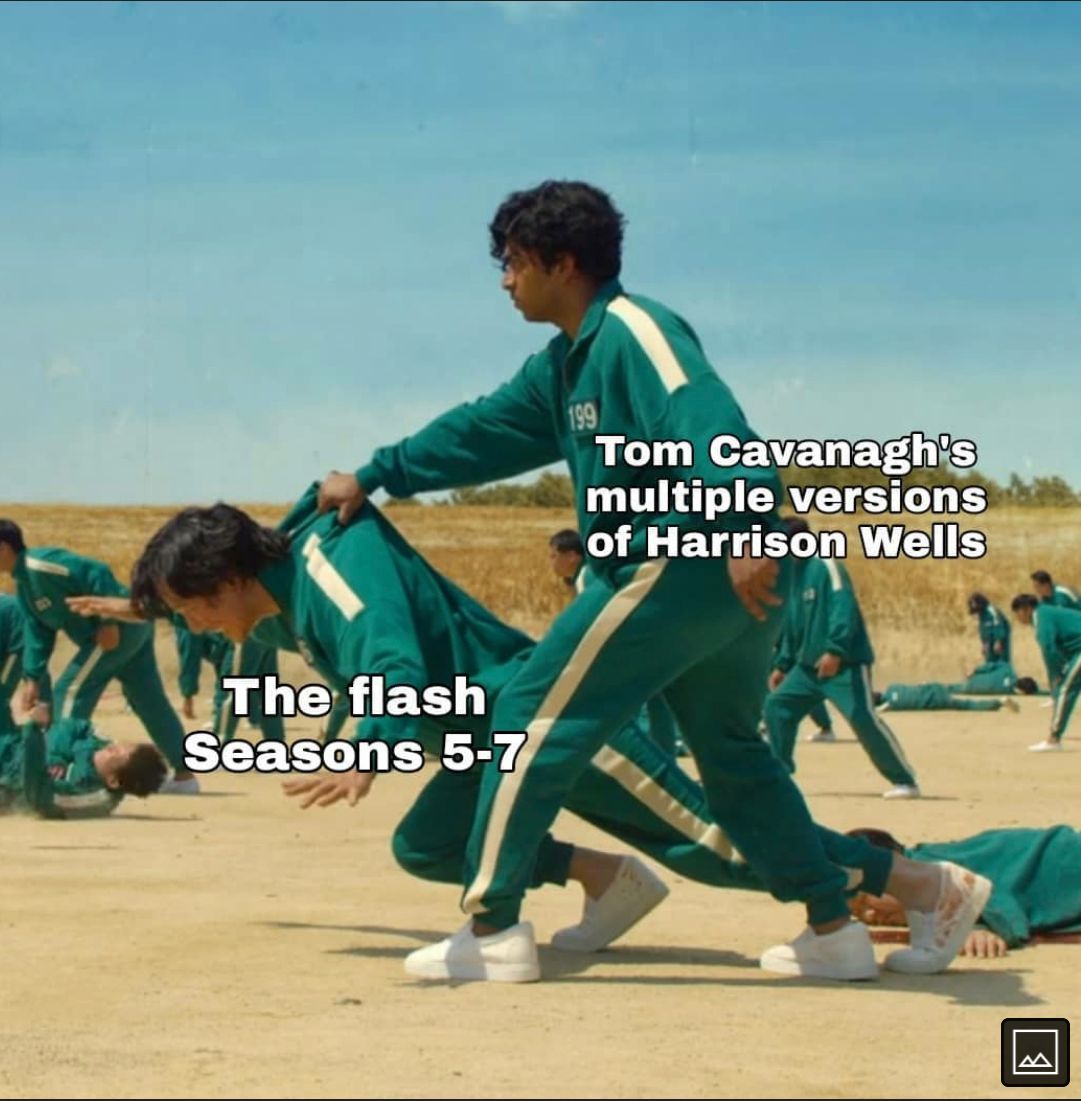 199
Tom Cavanagh's
multiple versions
of Harrison Wells
The flash
Seasons 5-7